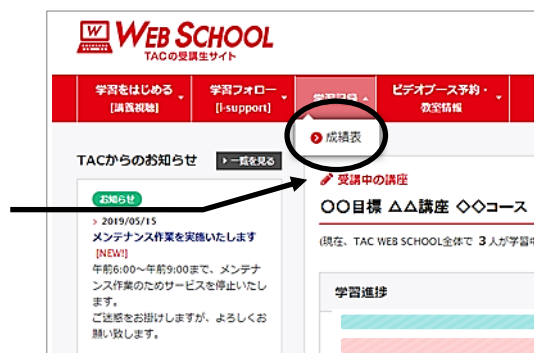 W WEB SCHOOL
TACの受講生サイト
学習をはじめる
[講義視聴]
学習フォロー
[i-support]
学習記録
ビデオブース予約・
教室情報
成績表
TACからのお知らせ
一覧を見る
お知らせ
2019/05/15
メンテナンス作業を実施いたします
[NEW!]
午前6:00～午前9:00まで、メンテナ
ンス作業のためサービスを停止いたし
ます。
ご迷惑をお掛けしますが、よろしくお
願い致します。
受講中の講座
〇〇目標 △△講座 ◇◇コース
(現在、TAC WEB SCHOOL全体で 3 人が学習中
学習進捗